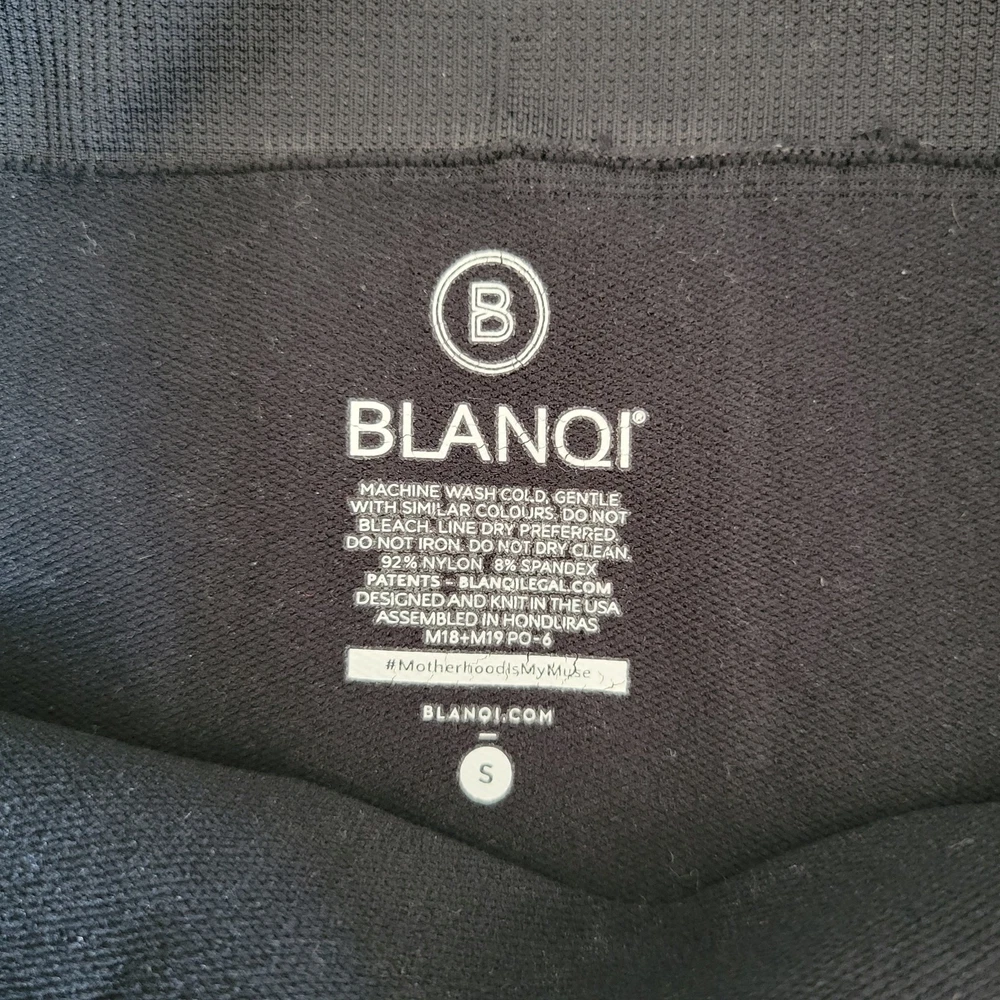 B
BLANQI®
MACHINE WASH COLD, GENTLE
WITH SIMILAR COLOURS. DO NOT
BLEACH. LINE DRY PREFERRED.
DO NOT IRON. DO NOT DRY CLEAN.
92% NYLON 8% SPANDEX
PATENTS – BLANQILEGAL.COM
DESIGNED AND KNIT IN THE USA
ASSEMBLED IN HONDURAS
M18+M19 PO-6
#MotherhoodIsMyMuse
BLANQI.COM
S